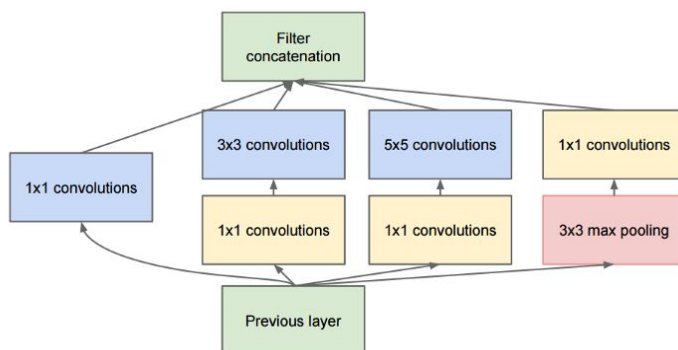 Filter
concatenation
3x3 convolutions
5x5 convolutions
1x1 convolutions
1x1 convolutions
1x1 convolutions
1x1 convolutions
3x3 max pooling
Previous layer